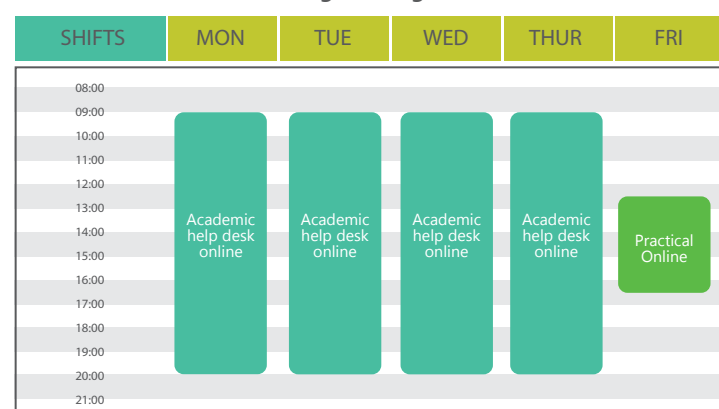 SHIFTS MON TUE WED THUR FRI
08:00
09:00
10:00
11:00
12:00
13:00
14:00
15:00
16:00
17:00
18:00
19:00
20:00
21:00
Academic
help desk
online
Academic
help desk
online
Academic
help desk
online
Academic
help desk
online
Practical
Online